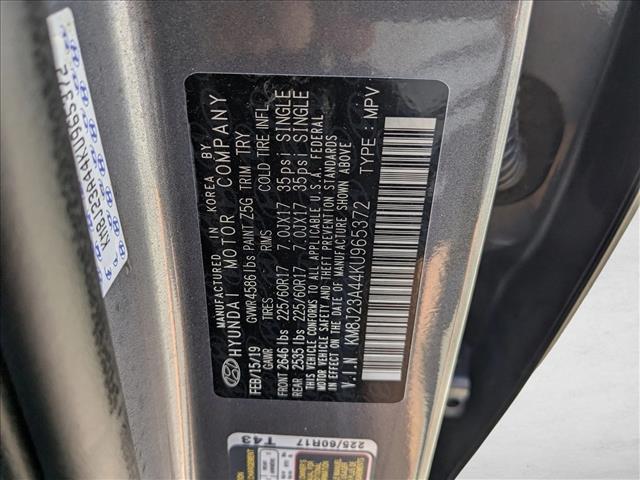 MANUFACTURED IN KOREA BY
HYUNDAI MOTOR COMPANY
FEB/15/19 GVWR4586 lbs PAINT Z5G TRIM TRY
GAWR TIRES RIMS COLD TIRE INFL
FRONT 2646 lbs 225/60R17 7.0JX17 35psi SINGLE
REAR 2535 lbs 225/60R17 7.0JX17 35psi SINGLE
THIS VEHICLE CONFORMS TO ALL APPLICABLE U.S.A. FEDERAL
MOTOR VEHICLE SAFETY AND THEFT PREVENTION STANDARDS
IN EFFECT ON THE DATE OF MANUFACTURE SHOWN ABOVE
V.I.N KM8J23A44KU965372 TYPE : MPV
KM8J23A44KU965372
225/60R17
T43